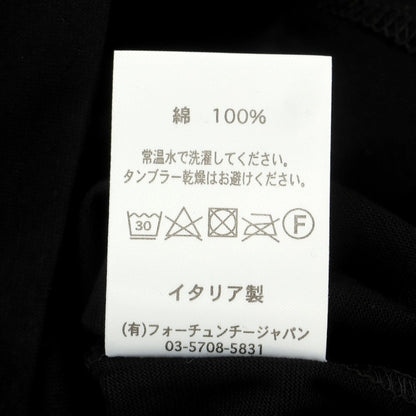 綿 100%
常温水で洗濯してください。
タンブラー乾燥はお避けください。
30 F
イタリア製
(有)フォーチュンチージャパン
03-5708-5831